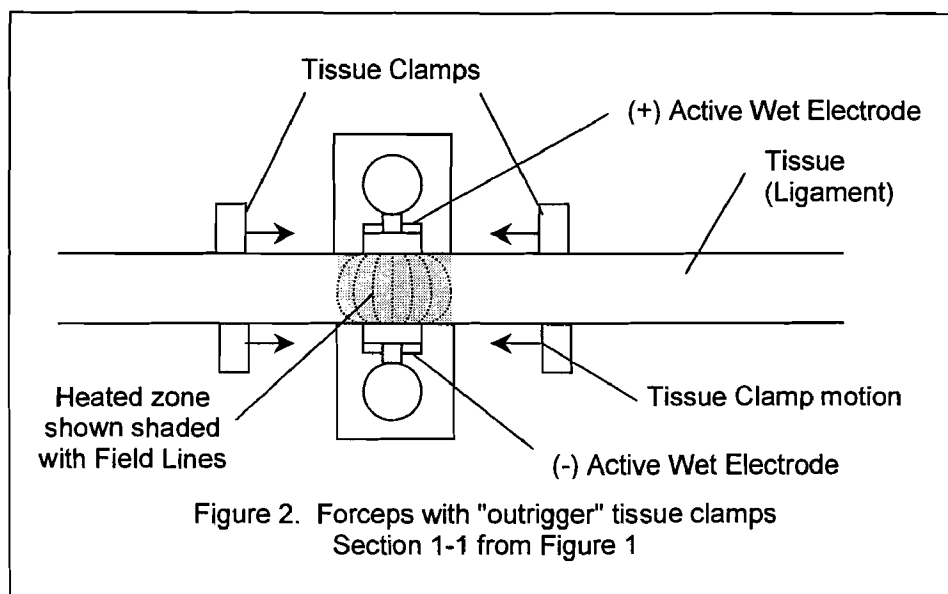 Tissue Clamps
(+) Active Wet Electrode
Tissue
(Ligament)
Heated zone
shown shaded
with Field Lines
Tissue Clamp motion
(-) Active Wet Electrode
Figure 2. Forceps with "outrigger" tissue clamps
Section 1-1 from Figure 1